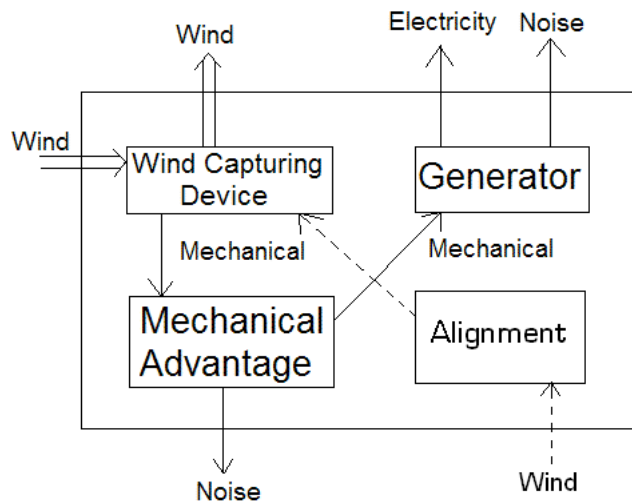 Wind
Electricity
Noise
Wind
Wind Capturing
Device
Generator
Mechanical
Mechanical
Mechanical
Advantage
Alignment
Noise
Wind